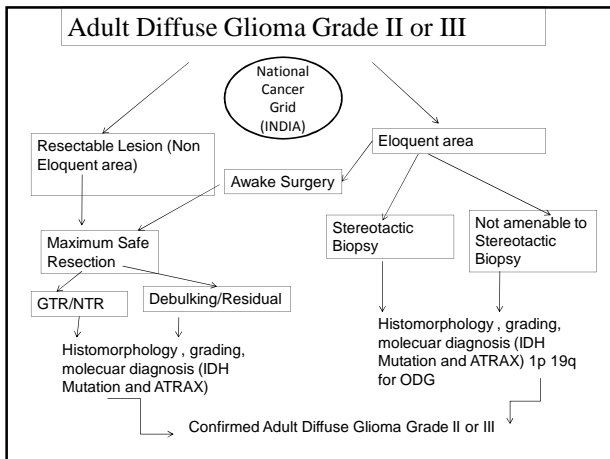 Adult Diffuse Glioma Grade II or III
National
Cancer
Grid
(INDIA)
Resectable Lesion (Non
Eloquent area)
Eloquent area
Awake Surgery
Maximum Safe
Resection
Stereotactic
Biopsy
Not amenable to
Stereotactic
Biopsy
GTR/NTR
Debulking/Residual
Histomorphology , grading,
molecuar diagnosis (IDH
Mutation and ATRAX)
Histomorphology , grading,
molecuar diagnosis (IDH
Mutation and ATRAX) 1p 19q
for ODG
Confirmed Adult Diffuse Glioma Grade II or III